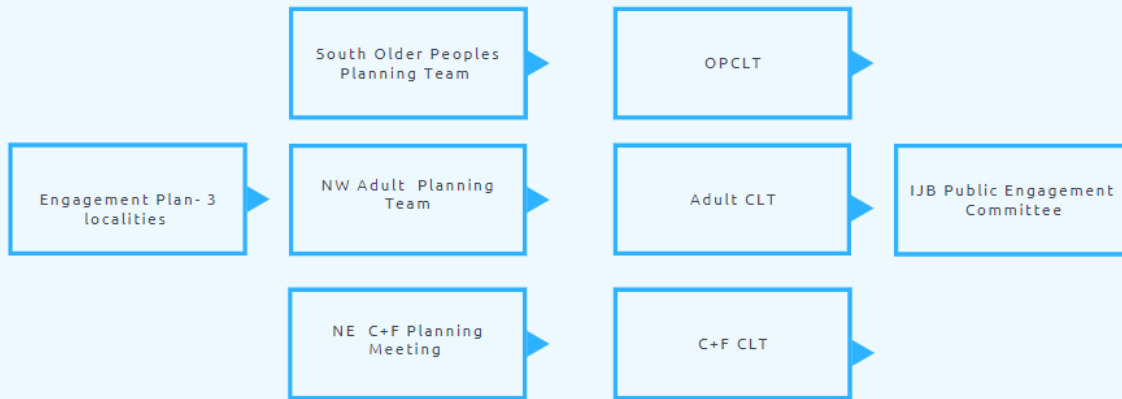 South Older Peoples
Planning Team
OPCLT
Engagement Plan- 3
localities
NW Adult Planning
Team
Adult CLT
IJB Public Engagement
Committee
NE C+F Planning
Meeting
C+F CLT